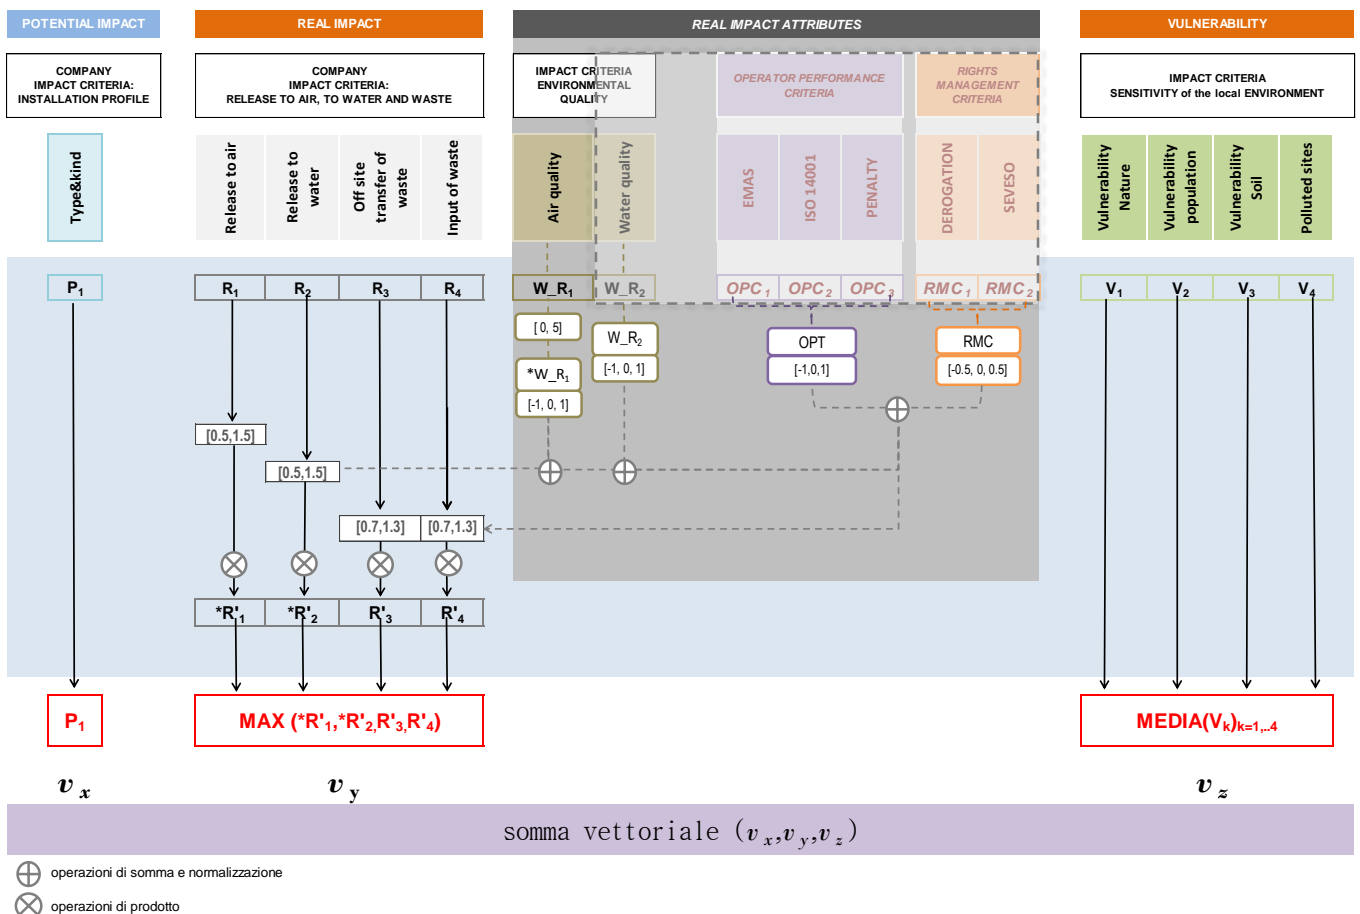 POTENTIAL IMPACT
REAL IMPACT
REAL IMPACT ATTRIBUTES
VULNERABILITY
COMPANY
IMPACT CRITERIA:
INSTALLATION PROFILE
COMPANY
IMPACT CRITERIA:
RELEASE TO AIR, TO WATER AND WASTE
IMPACT CRITERIA
ENVIRONMENTAL
QUALITY
OPERATOR PERFORMANCE
CRITERIA
RIGHTS
MANAGEMENT
CRITERIA
IMPACT CRITERIA
SENSITIVITY of the local ENVIRONMENT
Type&kind
Release to air
Release to
water
Off site
transfer of
waste
Input of waste
Air quality
Water quality
EMAS
ISO 14001
PENALTY
DEROGATION
SEVESO
Vulnerability
Nature
Vulnerability
population
Vulnerability
Soil
Polluted sites
P1
R1
R2
R3
R4
W_R1
W_R2
OPC1
OPC2
OPC3
RMC1
RMC2
V1
V2
V3
V4
[ 0, 5]
W_R2
[-1, 0, 1]
OPT
[-1,0,1]
RMC
[-0.5, 0, 0.5]
*W_R1
[-1, 0, 1]
[0.5,1.5]
[0.5,1.5]
[0.7,1.3]
[0.7,1.3]
*R'1
*R'2
R'3
R'4
P1
MAX (*R'1,*R'2,R'3,R'4)
MEDIA(Vk)k=1,..4
vx
vy
vz
somma vettoriale (vx,vy,vz)
operazioni di somma e normalizzazione
operazioni di prodotto